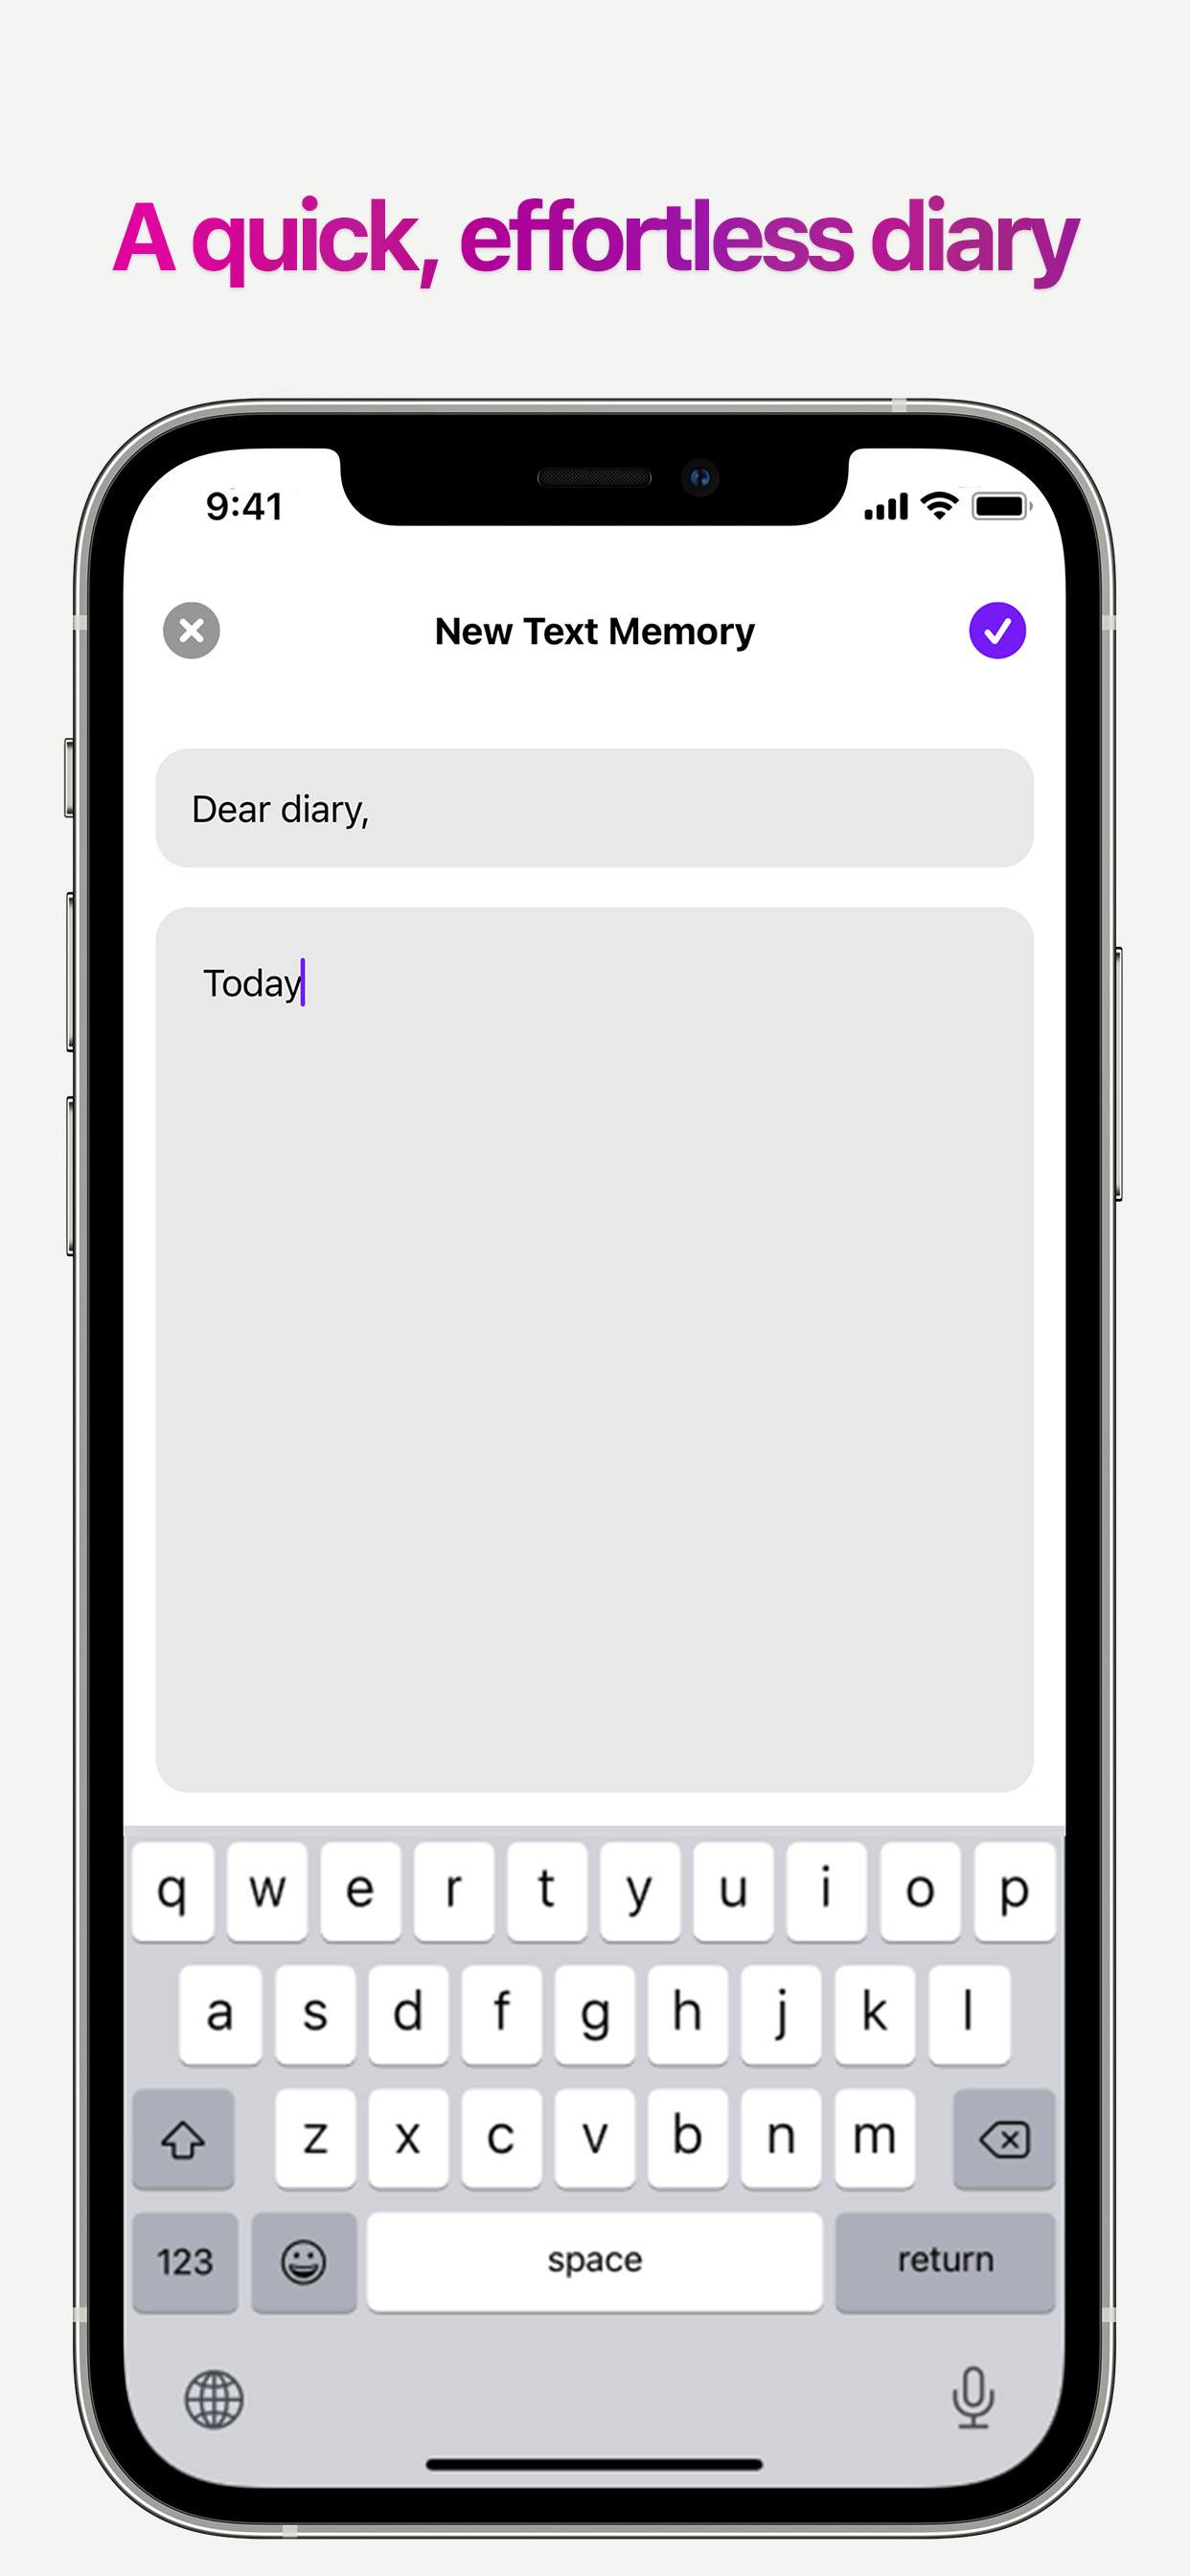 A quick, effortless diary
9:41
New Text Memory
Dear diary,
Today
q w e r t y u i o p
a s d f g h j k l
z x c v b n m
123 space return